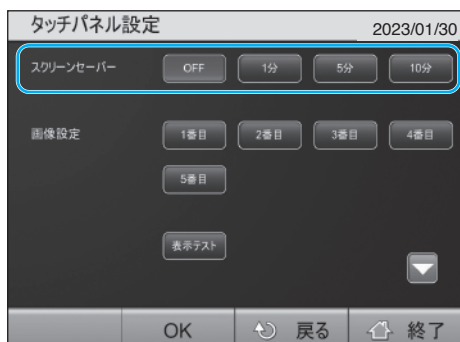 タッチパネル設定 2023/01/30
スクリーンセーバー OFF 1分 5分 10分
画像設定 1番目 2番目 3番目 4番目
5番目
表示テスト
OK 戻る 終了